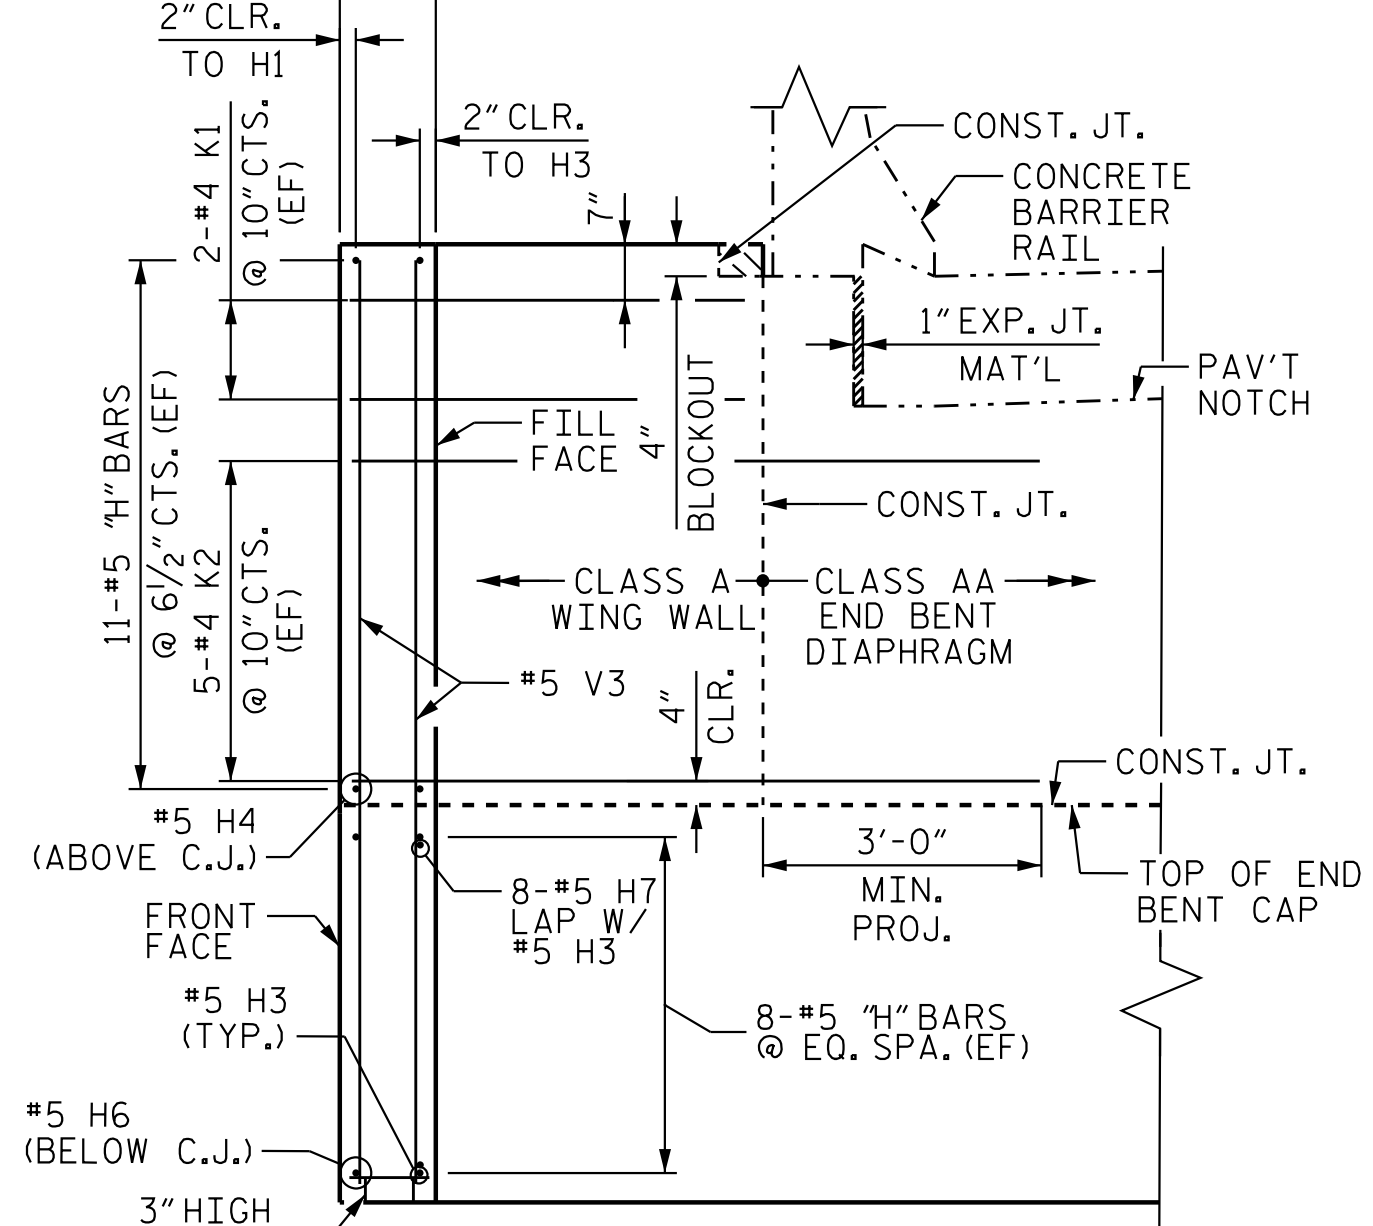 2" CLR.
TO H1
2-#4 K1
@ 10" CTS.
(EF)
2" CLR.
TO H3
7"
CONST. JT.
CONCRETE
BARRIER
RAIL
1" EXP. JT.
MAT'L
PAV'T
NOTCH
11-#5 "H" BARS
@ 6½" CTS. (EF)
5-#4 K2
@ 10" CTS.
(EF)
FILL
FACE
4"
BLOCKOUT
CONST. JT.
CLASS A
WING WALL
CLASS AA
END BENT
DIAPHRAGM
#5 V3
4"
CLR.
CONST. JT.
#5 H4
(ABOVE C.J.)
3'-0"
MIN.
PROJ.
TOP OF END
BENT CAP
8-#5 H7
LAP W/
#5 H3
FRONT
FACE
#5 H3
(TYP.)
8-#5 "H" BARS
@ EQ. SPA. (EF)
#5 H6
(BELOW C.J.)
3" HIGH